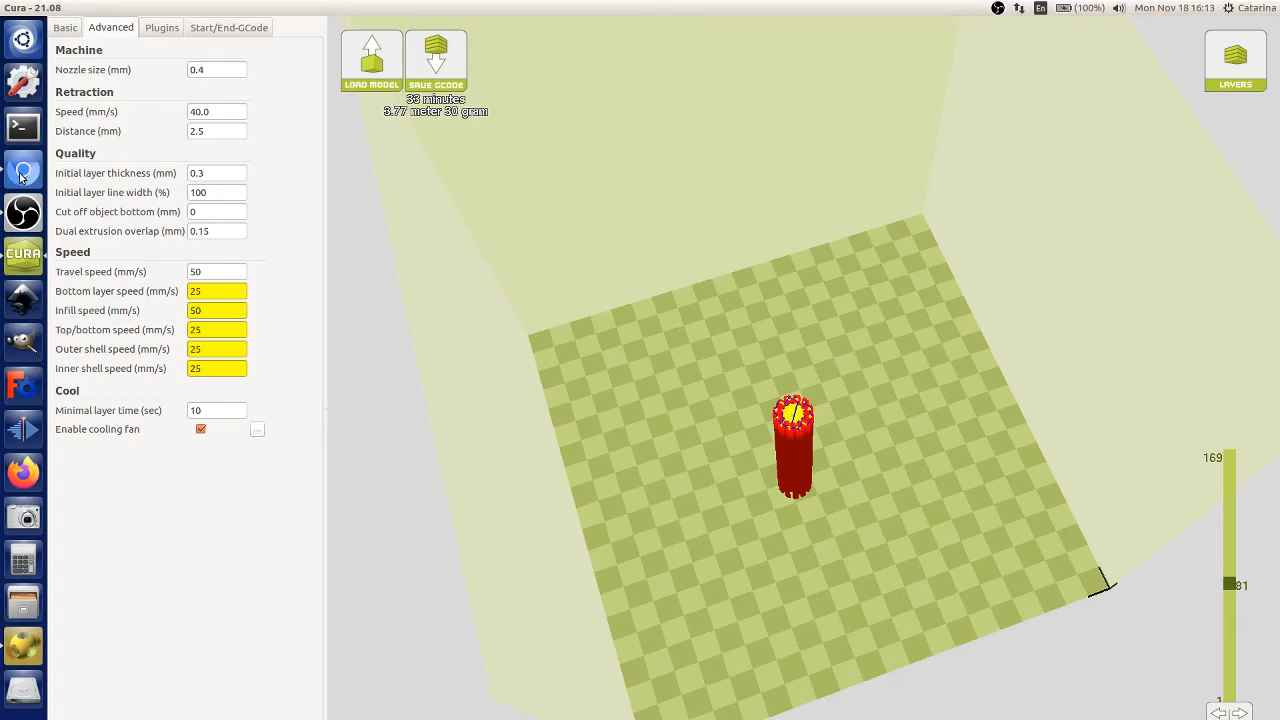 Cura - 21.08
En (100%) Mon Nov 18 16:13 Catarina
Basic Advanced Plugins Start/End-GCode
Machine
Nozzle size (mm) 0.4
Retraction
Speed (mm/s) 40.0
Distance (mm) 2.5
Quality
Initial layer thickness (mm) 0.3
Initial layer line width (%) 100
Cut off object bottom (mm) 0
Dual extrusion overlap (mm) 0.15
Speed
Travel speed (mm/s) 50
Bottom layer speed (mm/s) 25
Infill speed (mm/s) 50
Top/bottom speed (mm/s) 25
Outer shell speed (mm/s) 25
Inner shell speed (mm/s) 25
Cool
Minimal layer time (sec) 10
Enable cooling fan ...
CURA
LOAD MODEL SAVE GCODE
33 minutes
3.77 meter 30 gram
LAYERS
169
81
1